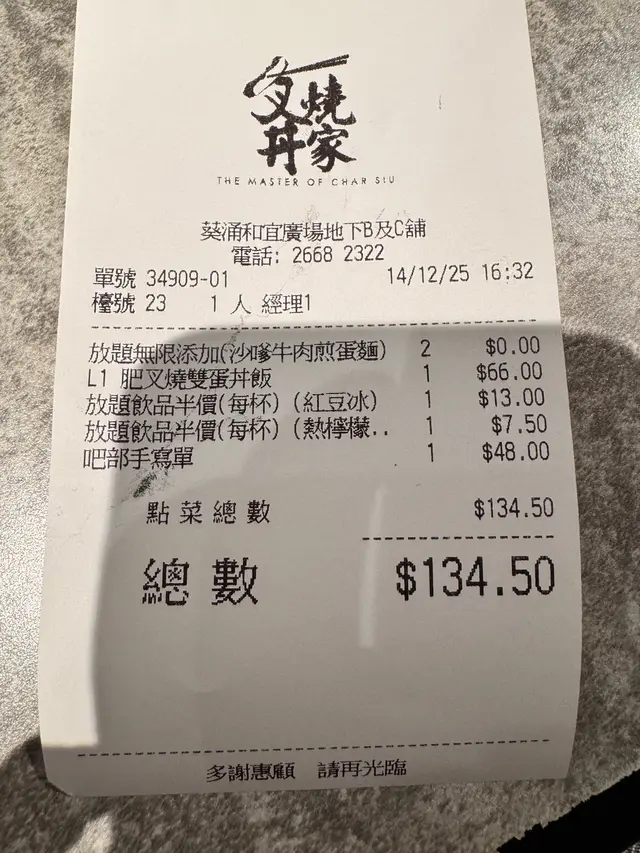 叉燒
丼家
THE MASTER OF CHAR SIU
葵涌和宜廣場地下B及C舖
電話: 2668 2322
單號 34909-01 14/12/25 16:32
檯號 23 1 人 經理1
放題無限添加(沙嗲牛肉煎蛋麵) 2 $0.00
L1 肥叉燒雙蛋丼飯 1 $66.00
放題飲品半價(每杯) (紅豆冰) 1 $13.00
放題飲品半價(每杯) (熱檸檬.. 1 $7.50
吧部手寫單 1 $48.00
點菜總數 $134.50
總數 $134.50
多謝惠顧 請再光臨